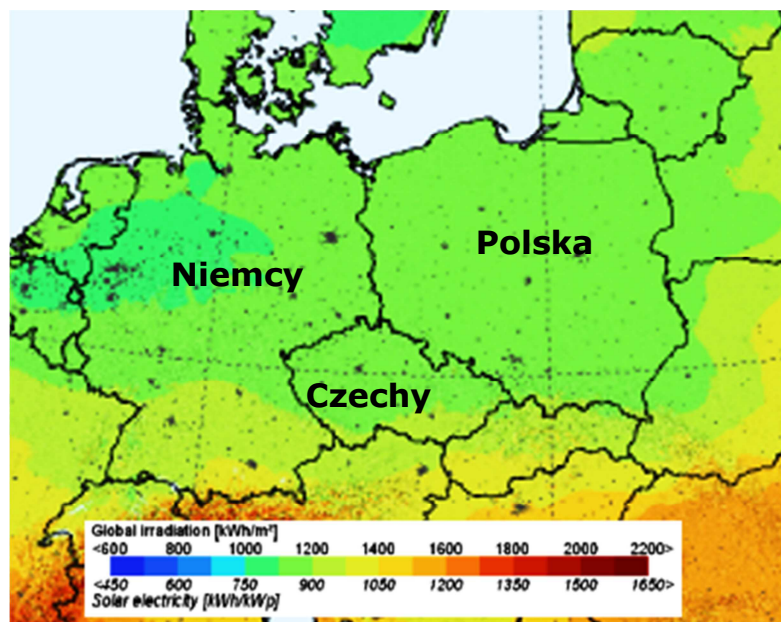 Polska
Niemcy
Czechy
Global irradiation [kWh/m²]
<600 800 1000 1200 1400 1600 1800 2000 2200>
<450 600 750 900 1050 1200 1350 1500 1650>
Solar electricity [kWh/kWp]